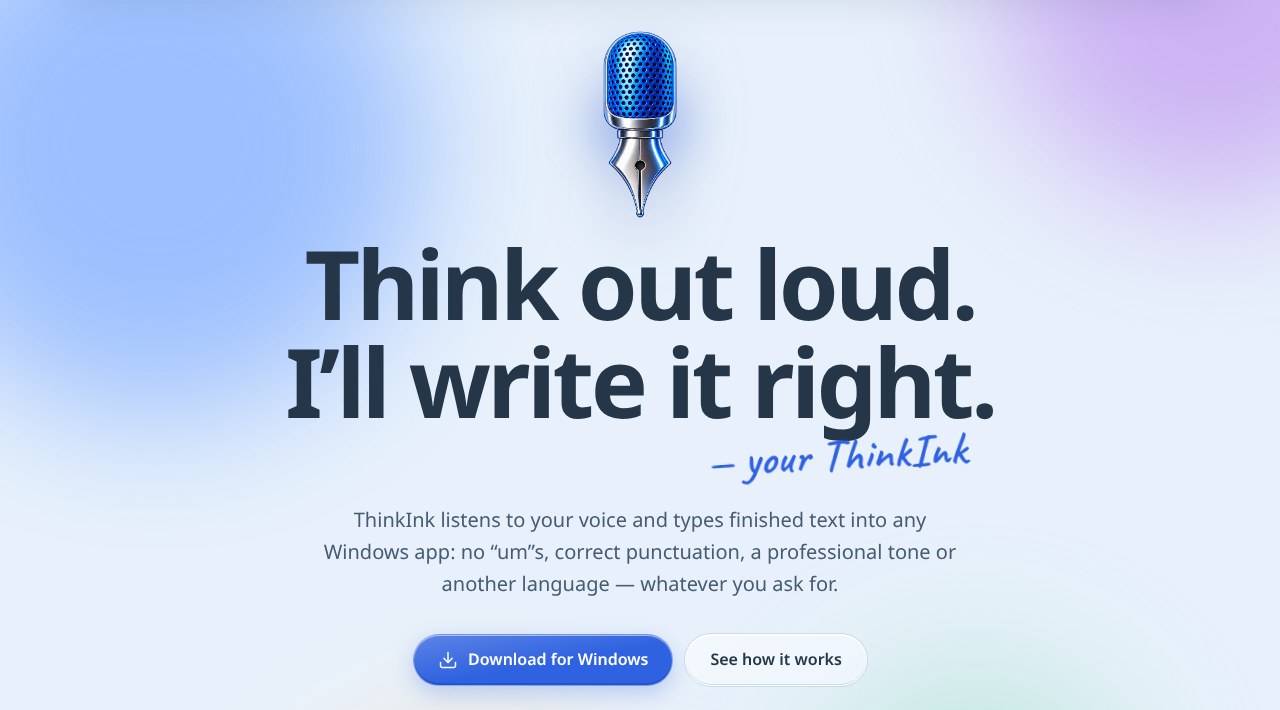 Think out loud.
I’ll write it right.
— your ThinkInk
ThinkInk listens to your voice and types finished text into any
Windows app: no “um”s, correct punctuation, a professional tone or
another language — whatever you ask for.
Download for Windows
See how it works